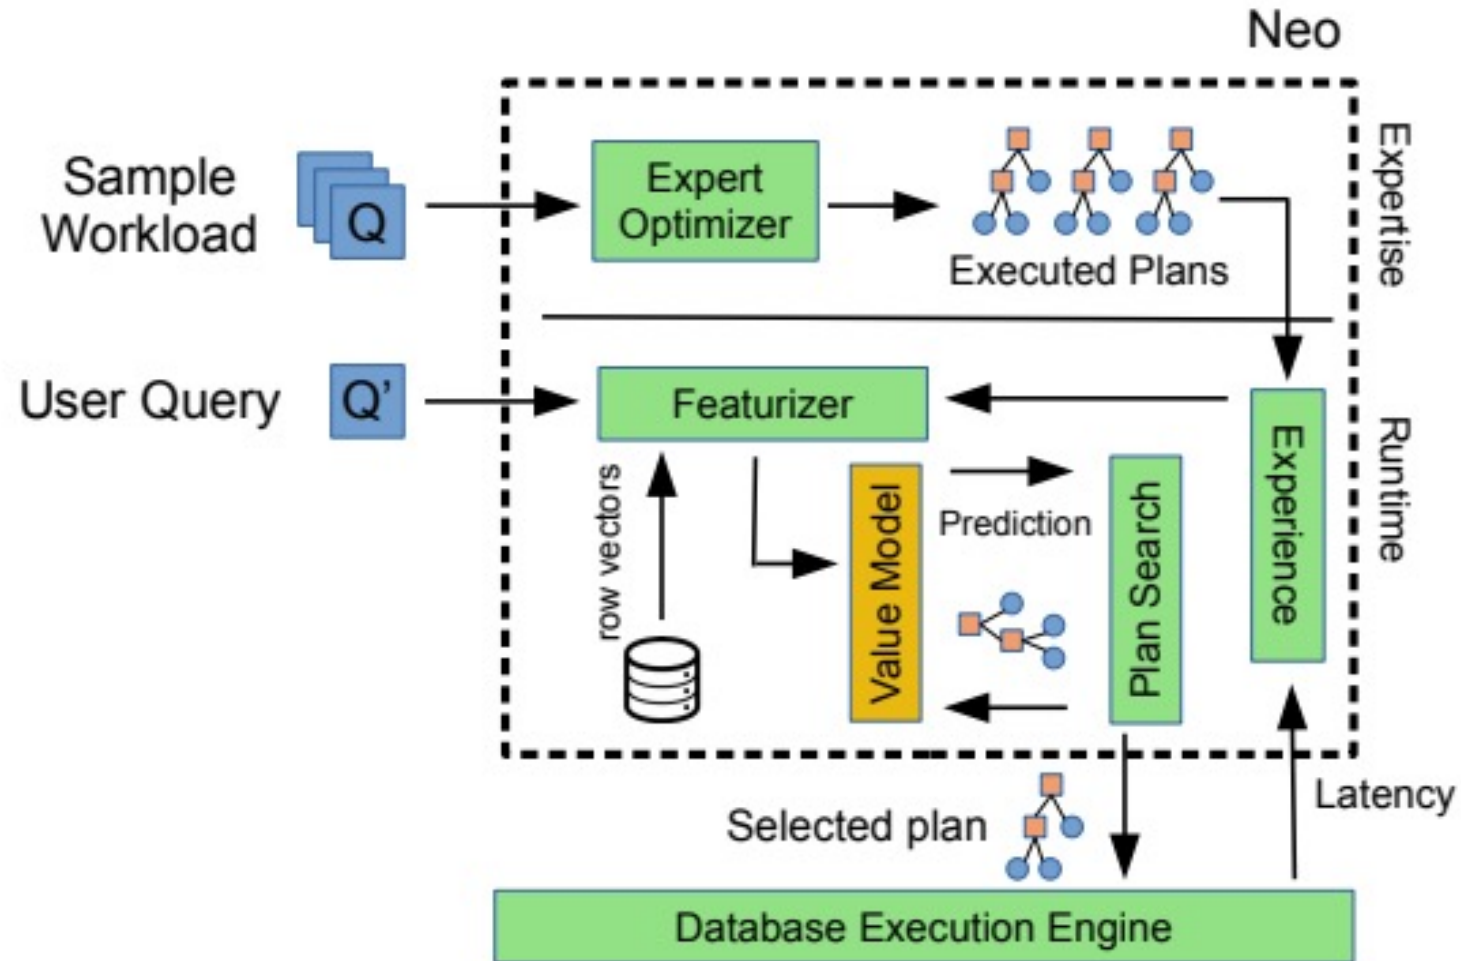 Neo
Sample
Workload
Q
Expert
Optimizer
Executed Plans
Expertise
User Query
Q’
Featurizer
Experience
Runtime
row vectors
Value Model
Prediction
Plan Search
Selected plan
Latency
Database Execution Engine